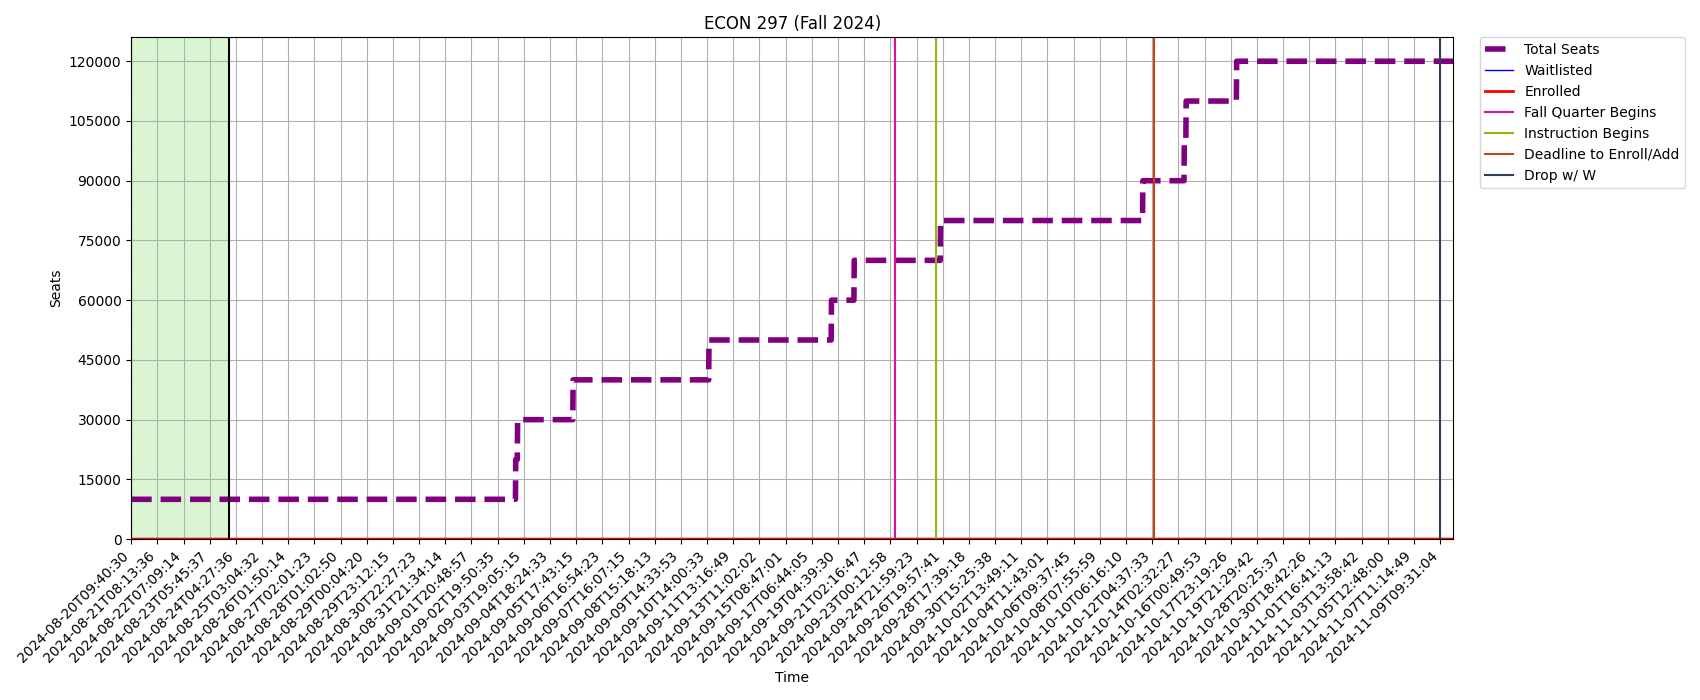 ECON 297 (Fall 2024)
Total Seats
Waitlisted
Enrolled
Fall Quarter Begins
Instruction Begins
Deadline to Enroll/Add
Drop w/ W
Seats
120000
105000
90000
75000
60000
45000
30000
15000
0
2024-08-20T09:40:30
2024-08-21T08:13:36
2024-08-22T07:09:14
2024-08-23T05:45:37
2024-08-24T04:27:36
2024-08-25T03:04:32
2024-08-26T01:50:14
2024-08-27T02:01:23
2024-08-28T01:02:50
2024-08-29T00:04:20
2024-08-29T23:12:15
2024-08-30T22:27:23
2024-08-31T21:34:14
2024-09-01T20:48:57
2024-09-02T19:50:35
2024-09-03T19:05:15
2024-09-04T18:24:33
2024-09-05T17:43:15
2024-09-06T16:54:23
2024-09-07T16:07:15
2024-09-08T15:18:13
2024-09-09T14:33:53
2024-09-10T14:00:33
2024-09-11T13:16:49
2024-09-13T11:02:02
2024-09-15T08:47:01
2024-09-17T06:44:05
2024-09-19T04:39:30
2024-09-21T02:16:47
2024-09-23T00:12:58
2024-09-24T21:59:23
2024-09-26T19:57:41
2024-09-28T17:39:18
2024-09-30T15:25:38
2024-10-02T13:49:11
2024-10-04T11:43:01
2024-10-06T09:37:45
2024-10-08T07:55:59
2024-10-10T06:16:10
2024-10-12T04:37:33
2024-10-14T02:32:27
2024-10-16T00:49:53
2024-10-17T23:19:26
2024-10-19T21:29:42
2024-10-28T20:25:37
2024-10-30T18:42:26
2024-11-01T16:41:13
2024-11-03T13:58:42
2024-11-05T12:48:00
2024-11-07T11:14:49
2024-11-09T09:31:04
Time